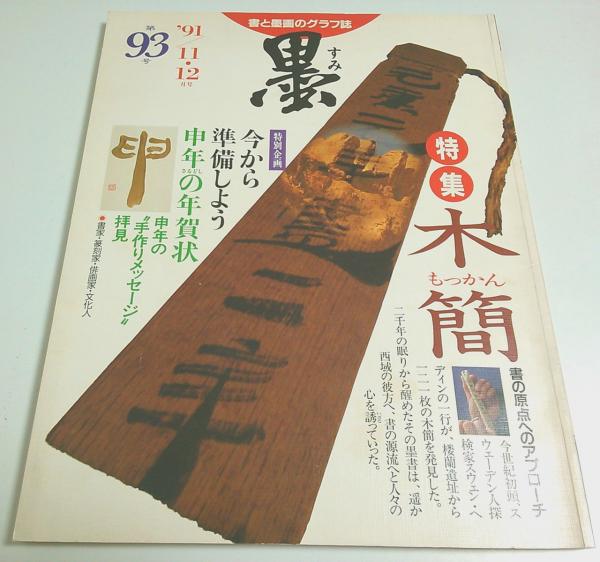 書と墨画のグラフ誌
墨
すみ
第
93
号
'91
11・12
月号
特集
木簡
もっかん
書の原点へのアプローチ
今世紀初頭、ス
ウェーデン人探
検家スウェン・ヘ
ディンの一行が、楼蘭遺址から
一二一枚の木簡を発見した。
二千年の眠りから醒めたその墨書は、遥か
西域の彼方へ、書の源流へと人々の
心を誘っていった。
特別企画
今から
準備しよう
申年の年賀状
さるどし
申年の
"手作りメッセージ"
拝見
●書家・篆刻家・俳画家・文化人
申